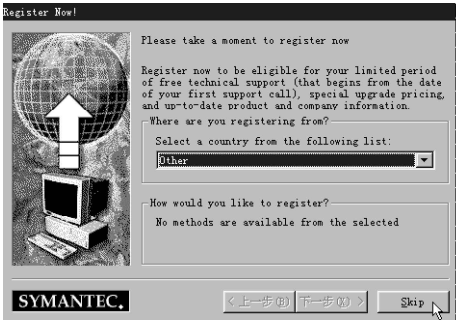 Register Now!
Please take a moment to register now
Register now to be eligible for your limited period
of free technical support (that begins from the date
of your first support call), special upgrade pricing,
and up-to-date product and company information.
Where are you registering from?
Select a country from the following list:
Other
How would you like to register?
No methods are available from the selected
SYMANTEC.
<上一步(B)
下一步(X)>
Skip